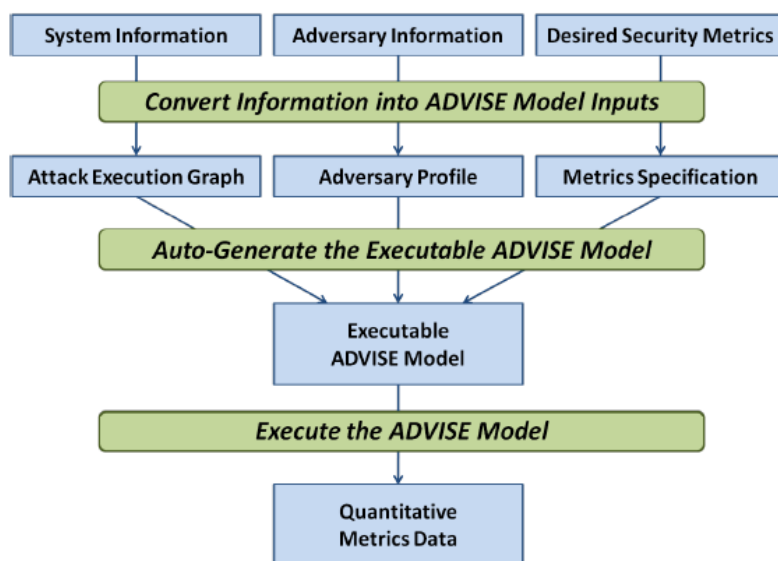 System Information
Adversary Information
Desired Security Metrics
Convert Information into ADVISE Model Inputs
Attack Execution Graph
Adversary Profile
Metrics Specification
Auto-Generate the Executable ADVISE Model
Executable
ADVISE Model
Execute the ADVISE Model
Quantitative
Metrics Data